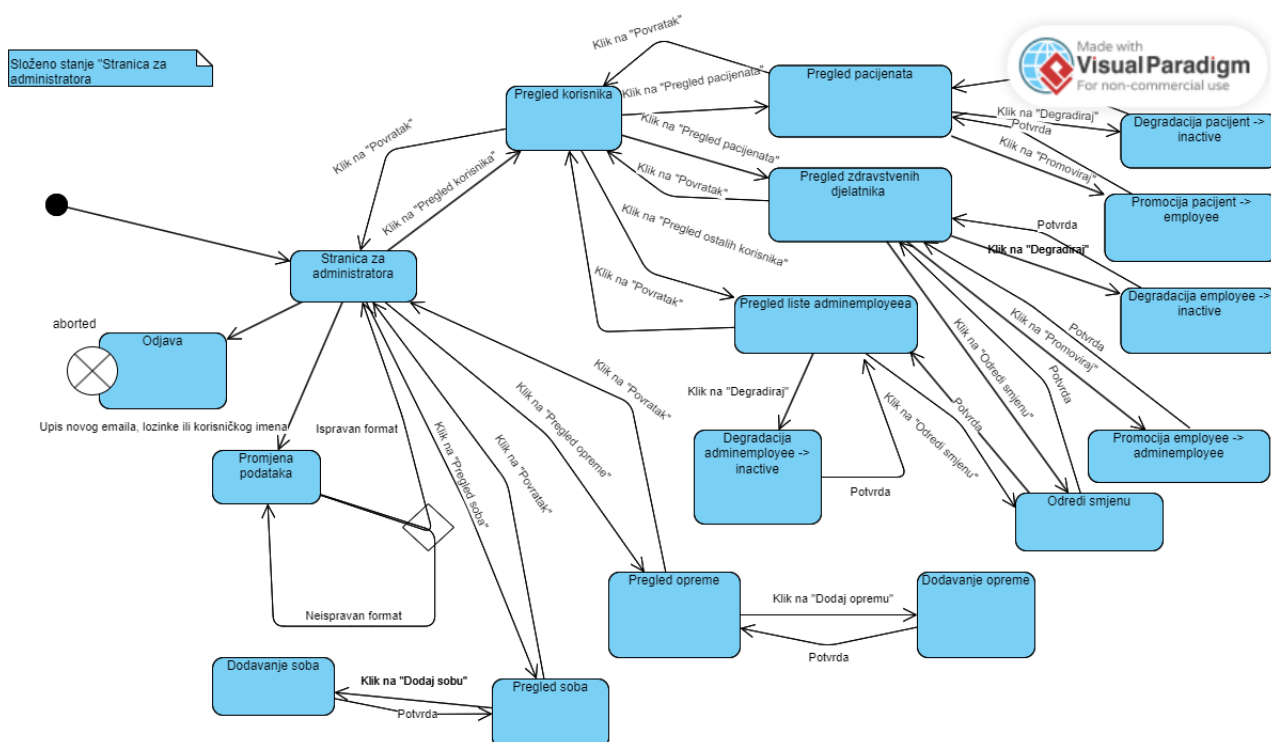 Složeno stanje "Stranica za
administratora
Made with
VisualParadigm
For non-commercial use
Klik na "Povratak"
Pregled korisnika
Klik na "Pregled pacijenata"
Pregled pacijenata
Klik na "Degradiraj"
Potvrda
Degradacija pacijent ->
inactive
Klik na "Povratak"
Klik na "Pregled korisnika"
Klik na "Pregled pacijenata"
Klik na "Povratak"
Pregled zdravstvenih
djelatnika
Klik na "Promoviraj"
Promocija pacijent ->
employee
Klik na "Pregled ostalih korisnika"
Potvrda
Klik na "Degradiraj"
Stranica za
administratora
Klik na "Povratak"
Pregled liste adminemployeea
Degradacija employee ->
inactive
aborted
Odjava
Klik na "Odredi smjenu"
Klik na "Promoviraj"
Potvrda
Potvrda
Klik na "Povratak"
Klik na "Degradiraj"
Potvrda
Klik na "Odredi smjenu"
Upis novog emaila, lozinke ili korisničkog imena
Ispravan format
Klik na "Pregled opreme"
Klik na "Pregled soba"
Klik na "Povratak"
Promjena
podataka
Degradacija
adminemployee ->
inactive
Potvrda
Promocija employee ->
adminemployee
Odredi smjenu
Neispravan format
Pregled opreme
Klik na "Dodaj opremu"
Potvrda
Dodavanje opreme
Dodavanje soba
Klik na "Dodaj sobu"
Potvrda
Pregled soba